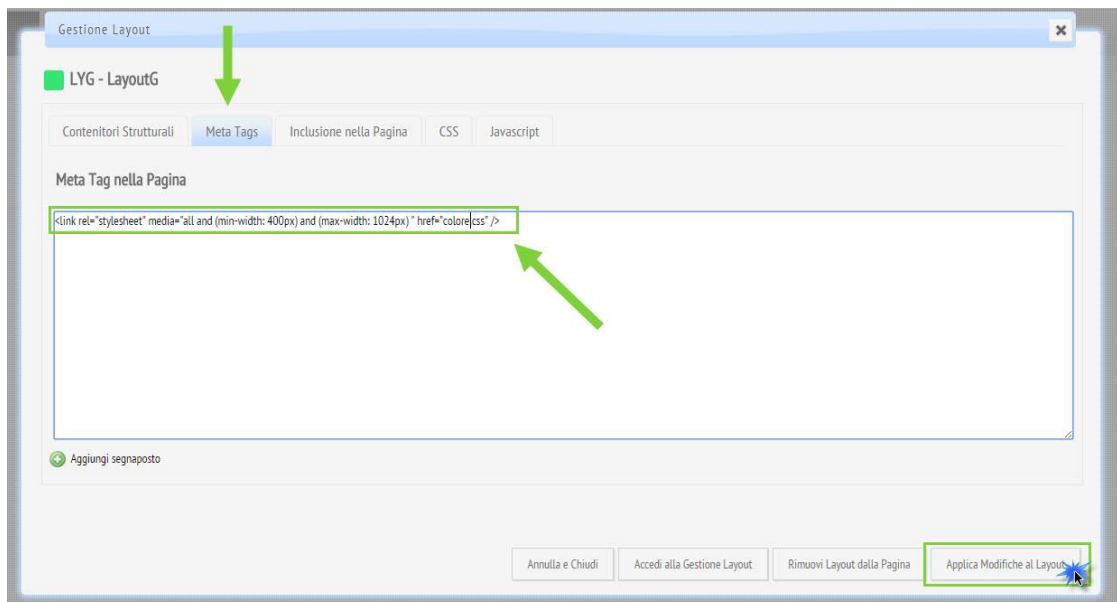 Gestione Layout
LYG - LayoutG
Contenitori Strutturali Meta Tags Inclusione nella Pagina CSS Javascript
Meta Tag nella Pagina
<link rel="stylesheet" media="all and (min-width: 400px) and (max-width: 1024px) " href="colore.css" />
Aggiungi segnaposto
Annulla e Chiudi Accedi alla Gestione Layout Rimuovi Layout dalla Pagina Applica Modifiche al Layout